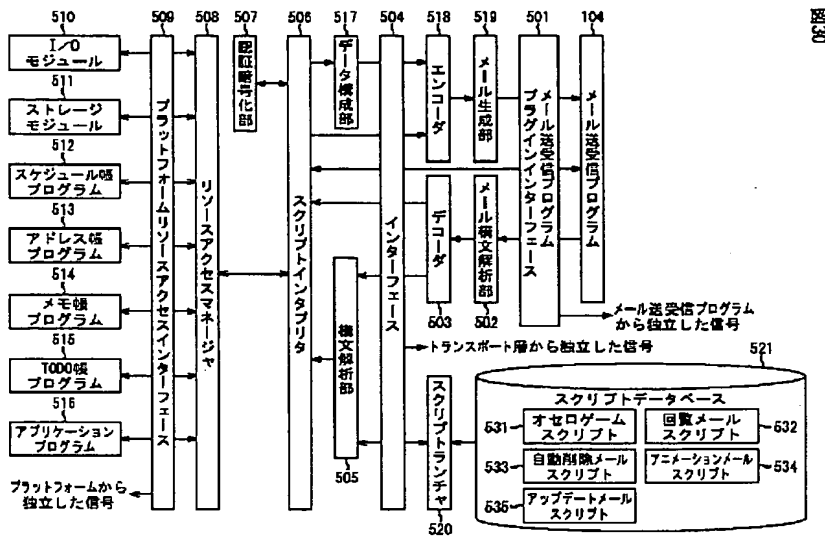 図30
510
I/O
モジュール
511
ストレージ
モジュール
512
スケジュール帳
プログラム
513
アドレス帳
プログラム
514
メモ帳
プログラム
515
TODO帳
プログラム
516
アプリケーション
プログラム
プラットフォームから
独立した信号
509
プラットフォームリソースアクセスインターフェース
508
リソースアクセスマネージャ
507
認証暗号化部
506
スクリプトインタプリタ
517
データ構成部
構文解析部
505
504
インターフェース
トランスポート層から独立した信号
518
エンコーダ
デコーダ
503
スクリプトランチャ
520
519
メール生成部
メール構文解析部
502
501
メール送受信プログラム
プラグインインターフェース
104
メール送受信プログラム
メール送受信プログラム
から独立した信号
521
スクリプトデータベース
531
オセロゲーム
スクリプト
回覧メール
スクリプト
532
533
自動削除メール
スクリプト
アニメーションメール
スクリプト
534
535
アップデートメール
スクリプト